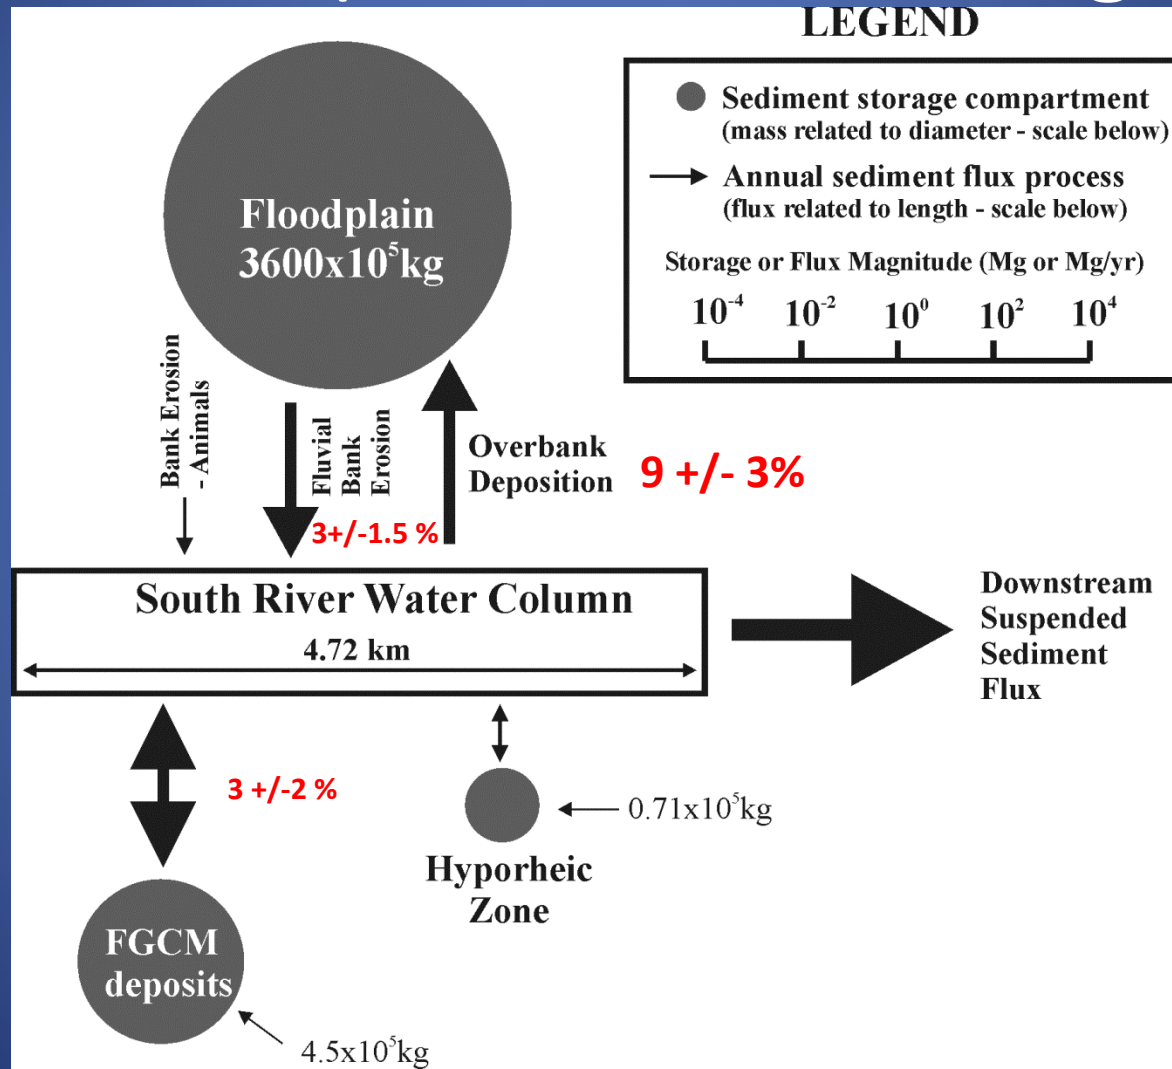 LEGEND
Sediment storage compartment
(mass related to diameter - scale below)
Annual sediment flux process
(flux related to length - scale below)
Storage or Flux Magnitude (Mg or Mg/yr)
10⁻⁴ 10⁻² 10⁰ 10² 10⁴
Floodplain
3600x10⁵kg
Bank Erosion
- Animals
Fluvial
Bank
Erosion
3+/-1.5 %
Overbank
Deposition
9 +/- 3%
South River Water Column
4.72 km
Downstream
Suspended
Sediment
Flux
3 +/-2 %
0.71x10⁵kg
Hyporheic
Zone
FGCM
deposits
4.5x10⁵kg